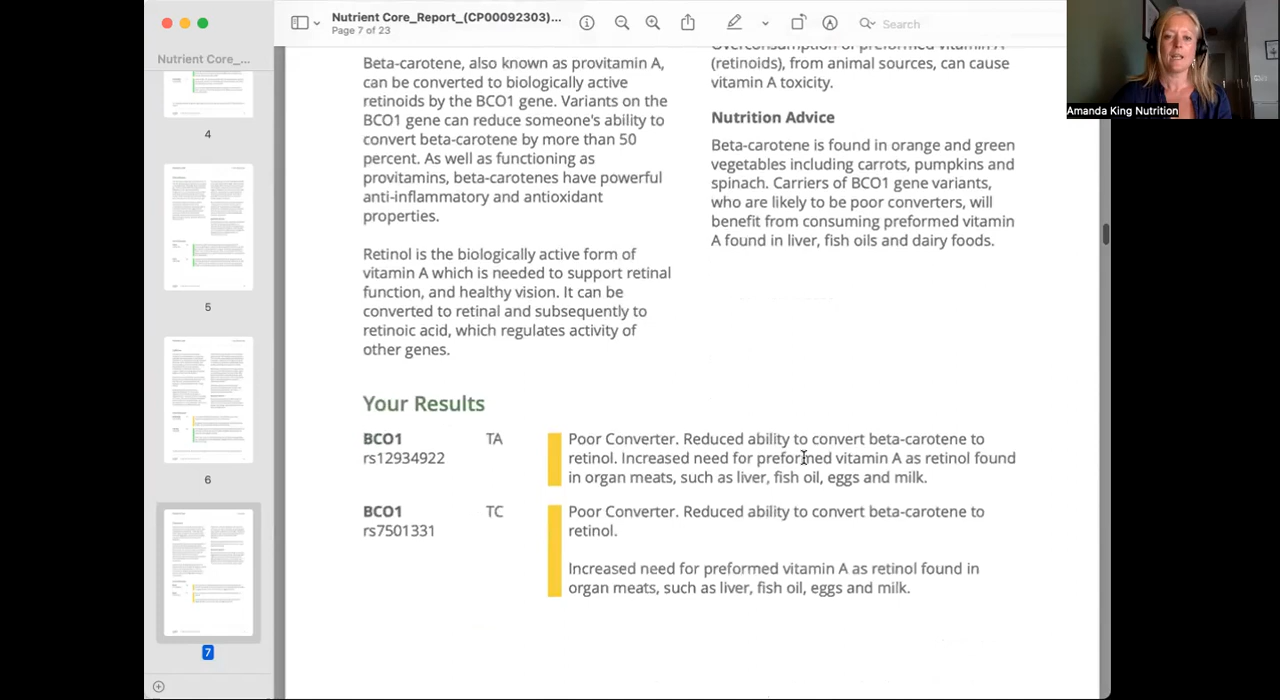 Nutrient Core_Report_(CP00092303)...
Page 7 of 23
Search
Nutrient Core_...
4
5
6
7
Beta-carotene, also known as provitamin A,
can be converted to biologically active
retinoids by the BCO1 gene. Variants on the
BCO1 gene can reduce someone's ability to
convert beta-carotene by more than 50
percent. As well as functioning as
provitamins, beta-carotenes have powerful
anti-inflammatory and antioxidant
properties.
Retinol is the biologically active form of
vitamin A which is needed to support retinal
function, and healthy vision. It can be
converted to retinal and subsequently to
retinoic acid, which regulates activity of
other genes.
Overconsumption of preformed vitamin A
(retinoids), from animal sources, can cause
vitamin A toxicity.
Nutrition Advice
Beta-carotene is found in orange and green
vegetables including carrots, pumpkins and
spinach. Carriers of BCO1 gene variants,
who are likely to be poor converters, will
benefit from consuming preformed vitamin
A found in liver, fish oils and dairy foods.
Your Results
BCO1 TA Poor Converter. Reduced ability to convert beta-carotene to
rs12934922 retinol. Increased need for preformed vitamin A as retinol found
in organ meats, such as liver, fish oil, eggs and milk.
BCO1 TC Poor Converter. Reduced ability to convert beta-carotene to
rs7501331 retinol.
Increased need for preformed vitamin A as retinol found in
organ meats, such as liver, fish oil, eggs and milk.
Amanda King Nutrition